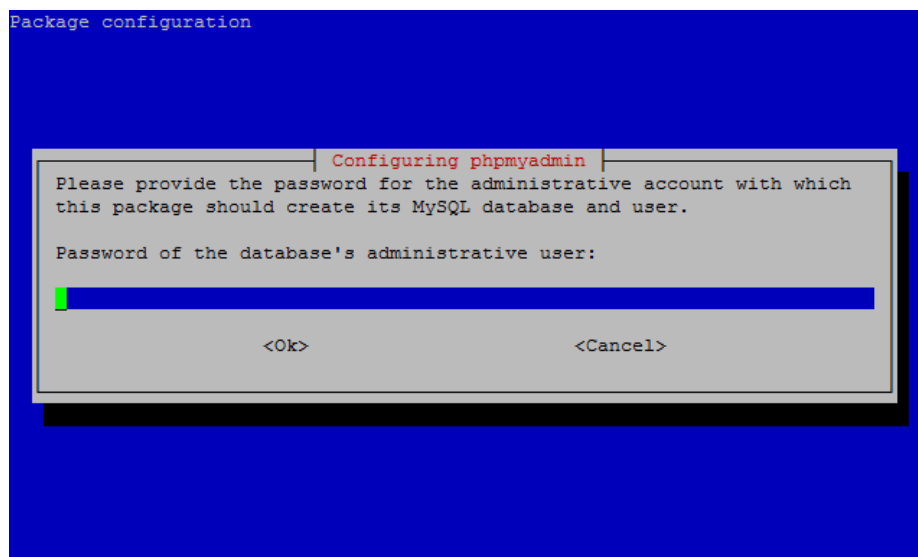 Package configuration
Configuring phpmyadmin
Please provide the password for the administrative account with which
this package should create its MySQL database and user.
Password of the database's administrative user:
<Ok> <Cancel>